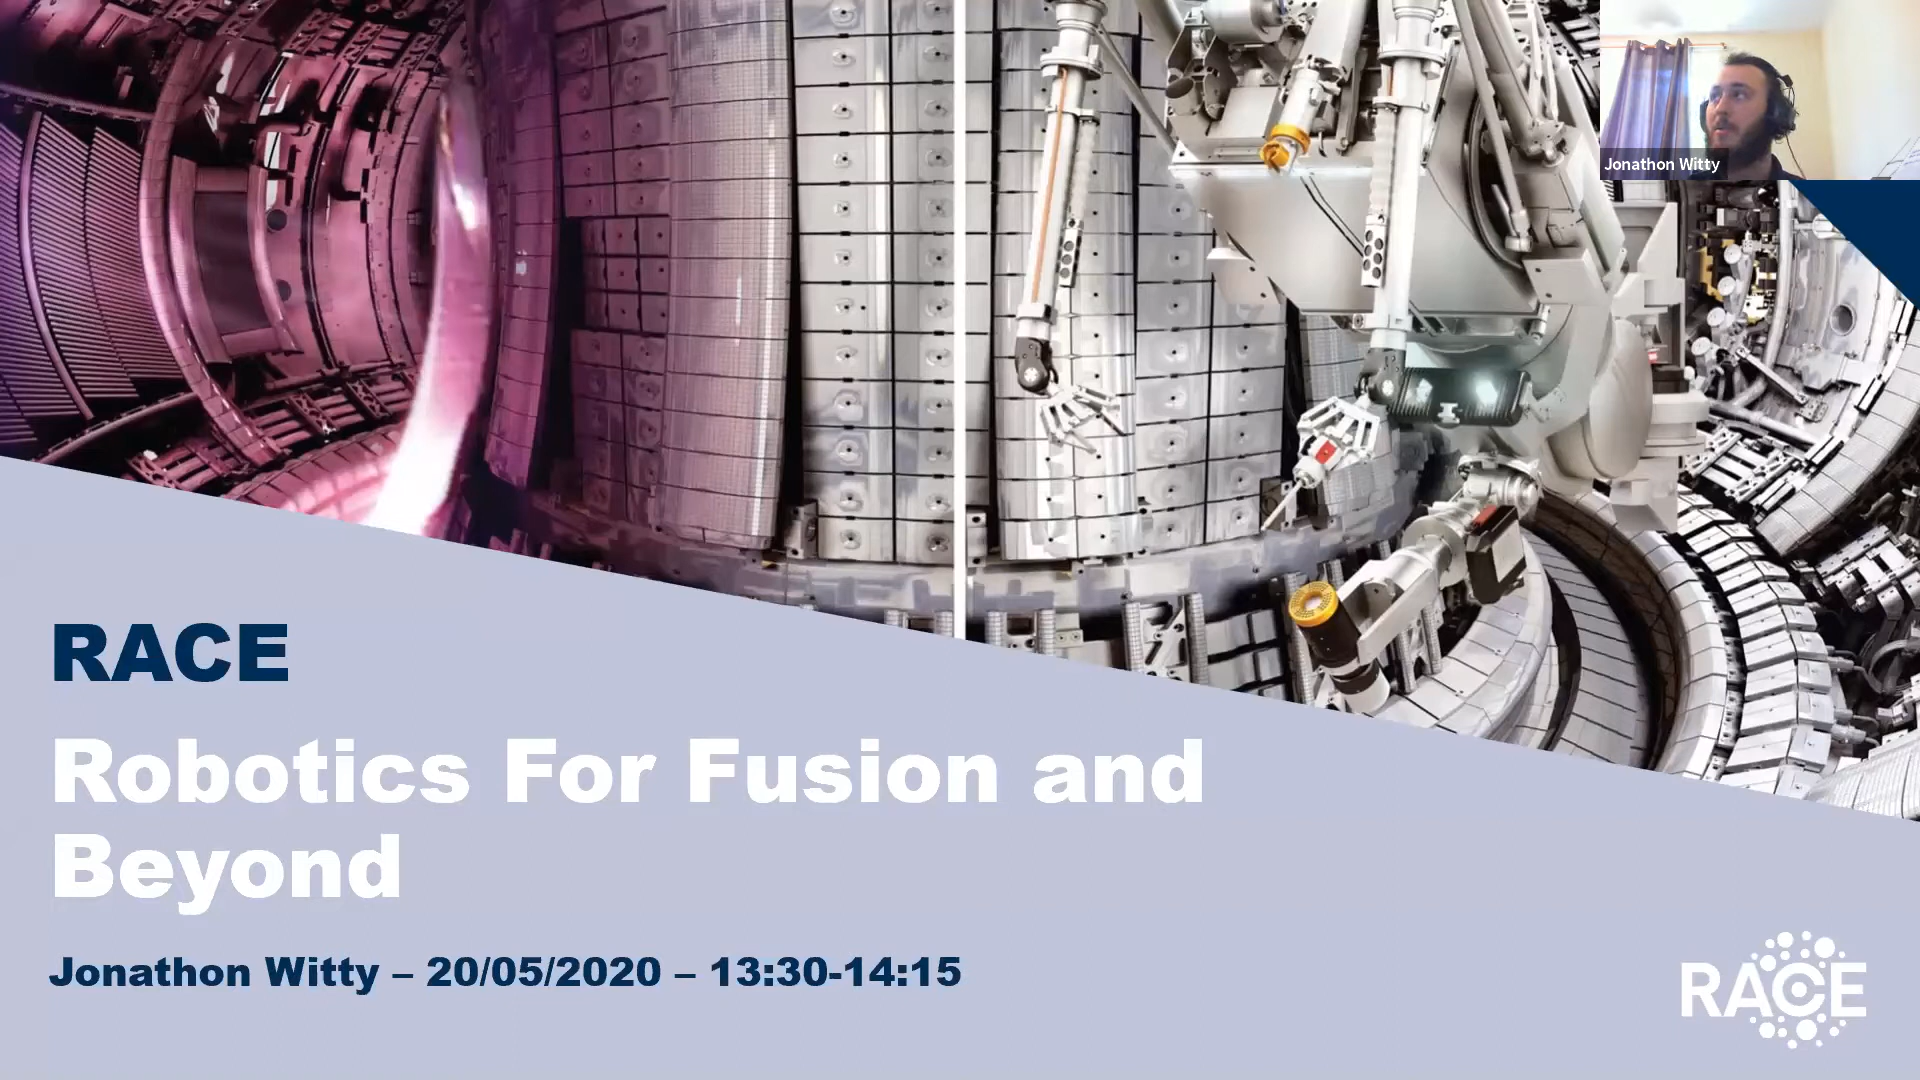 Jonathon Witty
RACE
Robotics For Fusion and
Beyond
Jonathon Witty – 20/05/2020 – 13:30-14:15
RACE